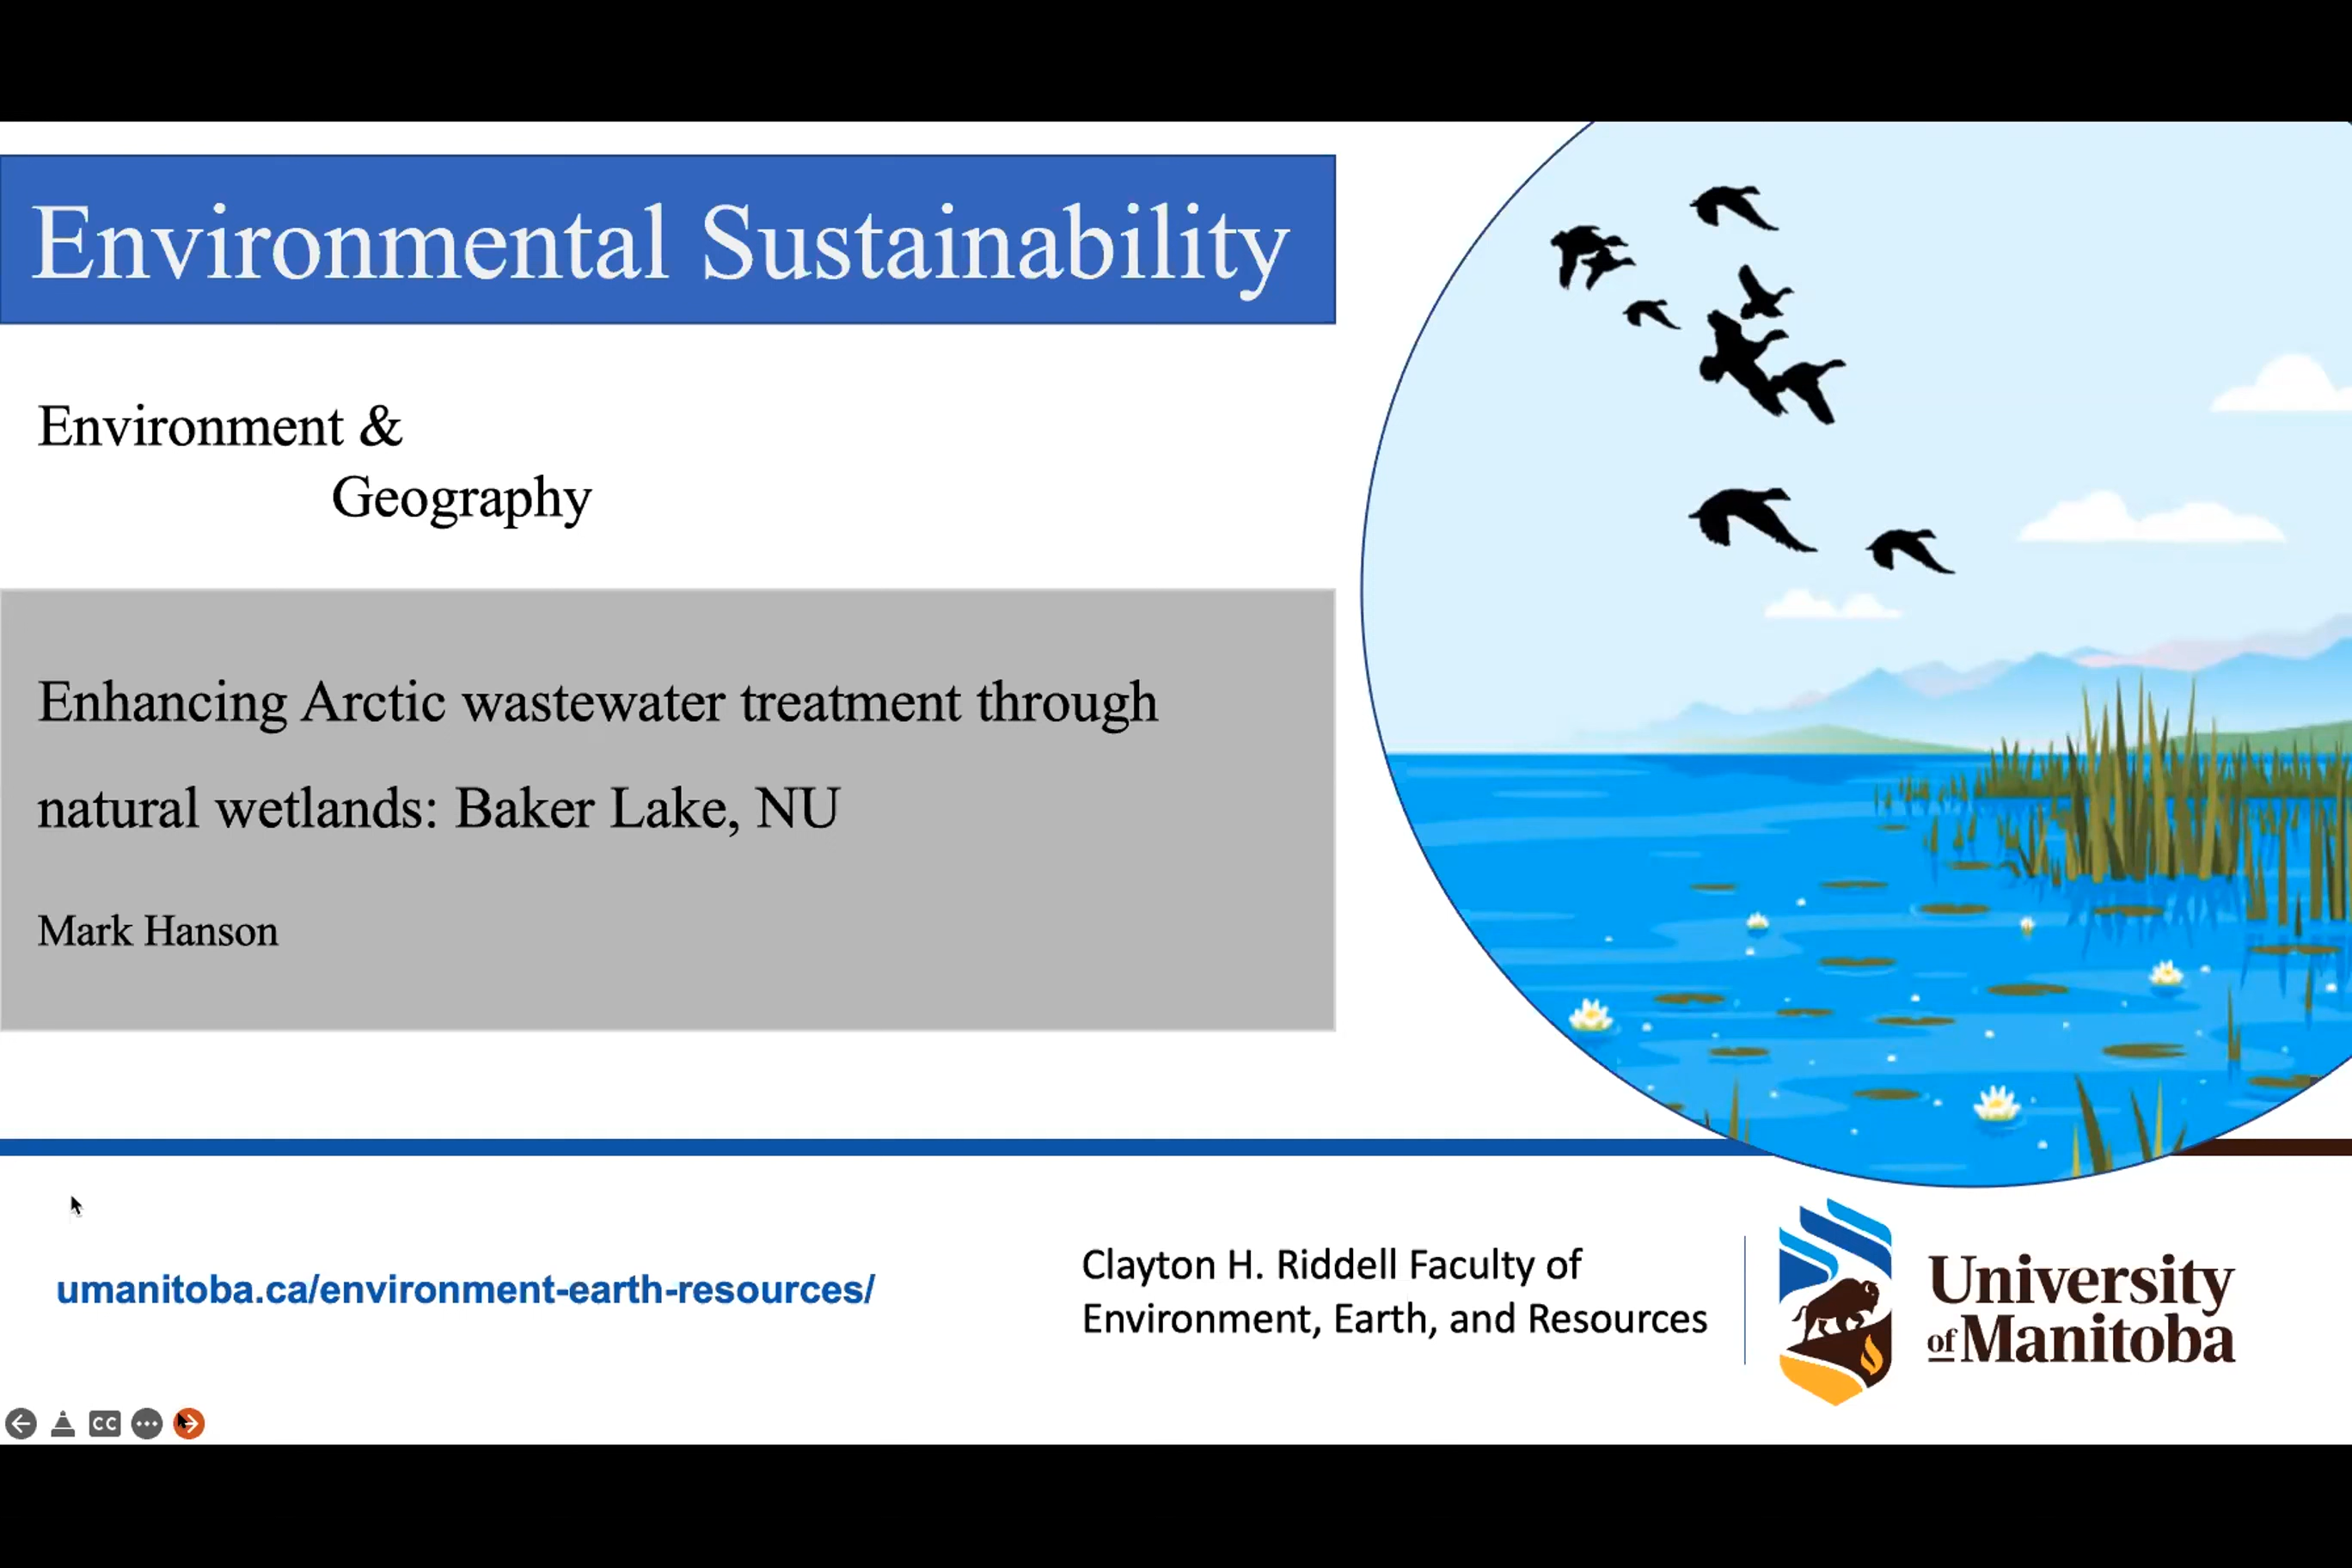 Environmental Sustainability
Environment &
Geography
Enhancing Arctic wastewater treatment through
natural wetlands: Baker Lake, NU
Mark Hanson
umanitoba.ca/environment-earth-resources/
Clayton H. Riddell Faculty of
Environment, Earth, and Resources
University
of Manitoba
CC